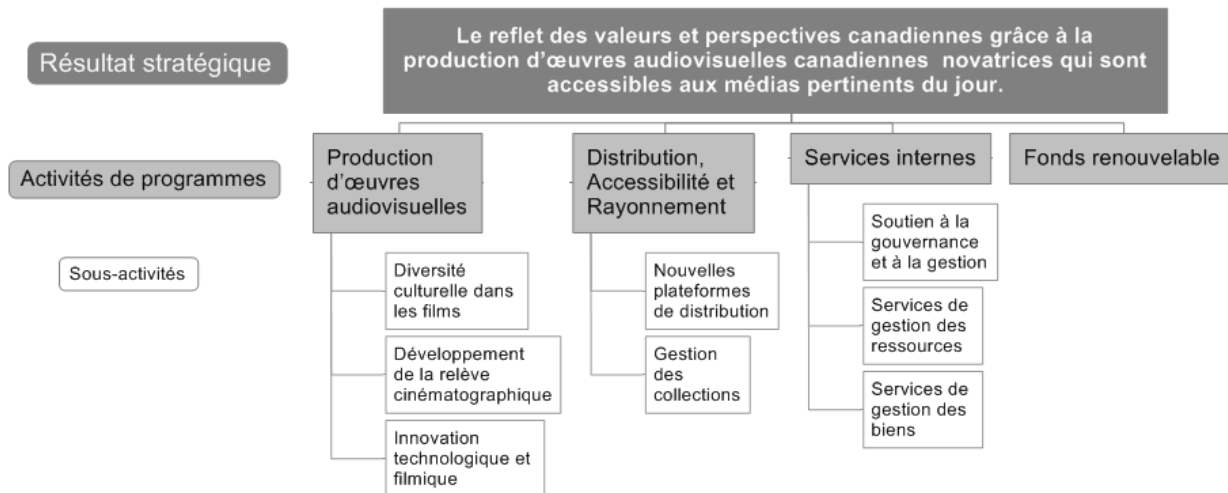 Résultat stratégique
Le reflet des valeurs et perspectives canadiennes grâce à la
production d’œuvres audiovisuelles canadiennes novatrices qui sont
accessibles aux médias pertinents du jour.
Activités de programmes
Production
d’œuvres
audiovisuelles
Distribution,
Accessibilité et
Rayonnement
Services internes
Fonds renouvelable
Sous-activités
Diversité
culturelle dans
les films
Développement
de la relève
cinématographique
Innovation
technologique et
filmique
Nouvelles
plateformes
de distribution
Gestion
des
collections
Soutien à la
gouvernance
et à la gestion
Services de
gestion des
ressources
Services de
gestion des
biens